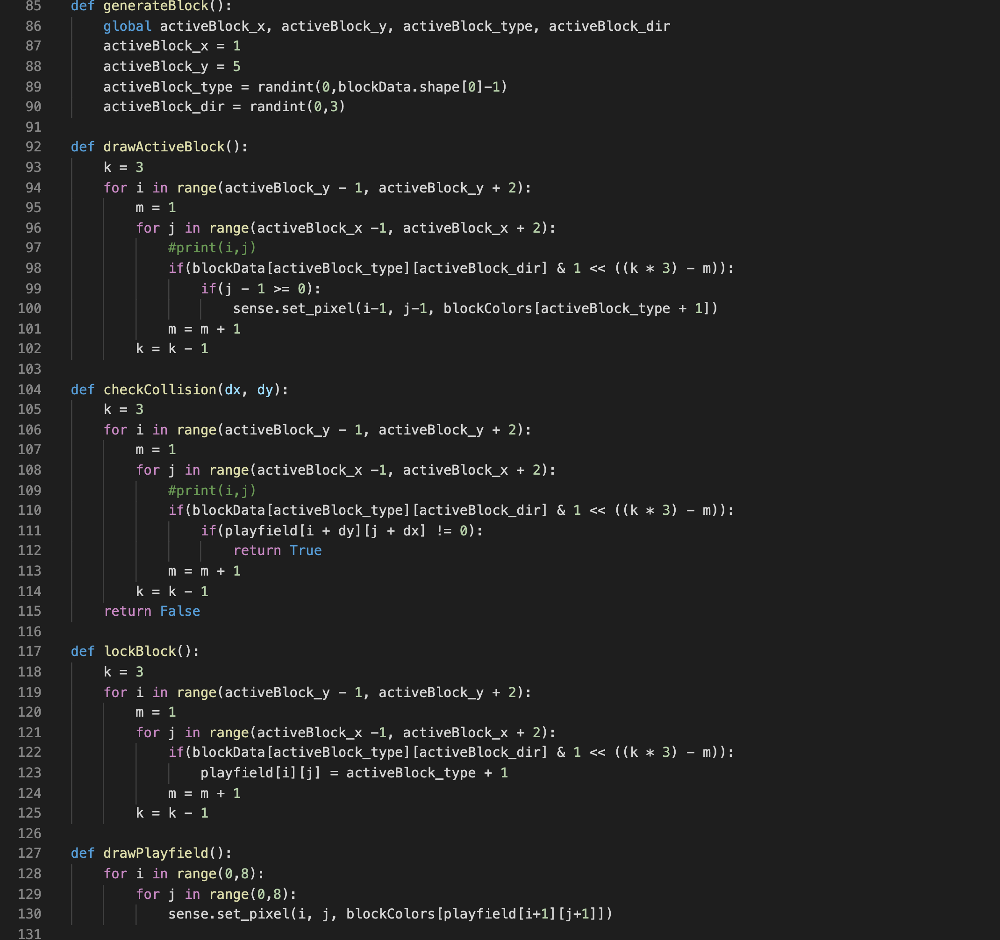 85 def generateBlock():
86     global activeBlock_x, activeBlock_y, activeBlock_type, activeBlock_dir
87     activeBlock_x = 1
88     activeBlock_y = 5
89     activeBlock_type = randint(0,blockData.shape[0]-1)
90     activeBlock_dir = randint(0,3)
91
92 def drawActiveBlock():
93     k = 3
94     for i in range(activeBlock_y - 1, activeBlock_y + 2):
95         m = 1
96         for j in range(activeBlock_x -1, activeBlock_x + 2):
97             #print(i,j)
98             if(blockData[activeBlock_type][activeBlock_dir] & 1 << ((k * 3) - m)):
99                 if(j - 1 >= 0):
100                     sense.set_pixel(i-1, j-1, blockColors[activeBlock_type + 1])
101             m = m + 1
102         k = k - 1
103
104 def checkCollision(dx, dy):
105     k = 3
106     for i in range(activeBlock_y - 1, activeBlock_y + 2):
107         m = 1
108         for j in range(activeBlock_x -1, activeBlock_x + 2):
109             #print(i,j)
110             if(blockData[activeBlock_type][activeBlock_dir] & 1 << ((k * 3) - m)):
111                 if(playfield[i + dy][j + dx] != 0):
112                     return True
113             m = m + 1
114         k = k - 1
115     return False
116
117 def lockBlock():
118     k = 3
119     for i in range(activeBlock_y - 1, activeBlock_y + 2):
120         m = 1
121         for j in range(activeBlock_x -1, activeBlock_x + 2):
122             if(blockData[activeBlock_type][activeBlock_dir] & 1 << ((k * 3) - m)):
123                 playfield[i][j] = activeBlock_type + 1
124             m = m + 1
125         k = k - 1
126
127 def drawPlayfield():
128     for i in range(0,8):
129         for j in range(0,8):
130             sense.set_pixel(i, j, blockColors[playfield[i+1][j+1]])
131